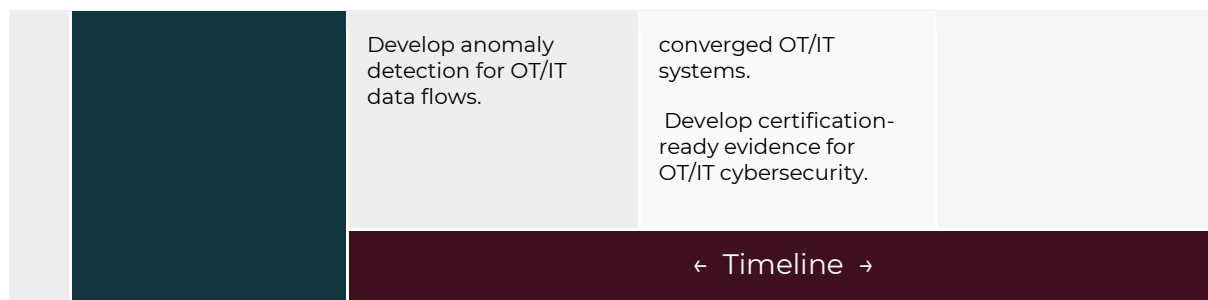 Develop anomaly
detection for OT/IT
data flows.
converged OT/IT
systems.
Develop certification-
ready evidence for
OT/IT cybersecurity.
← Timeline →